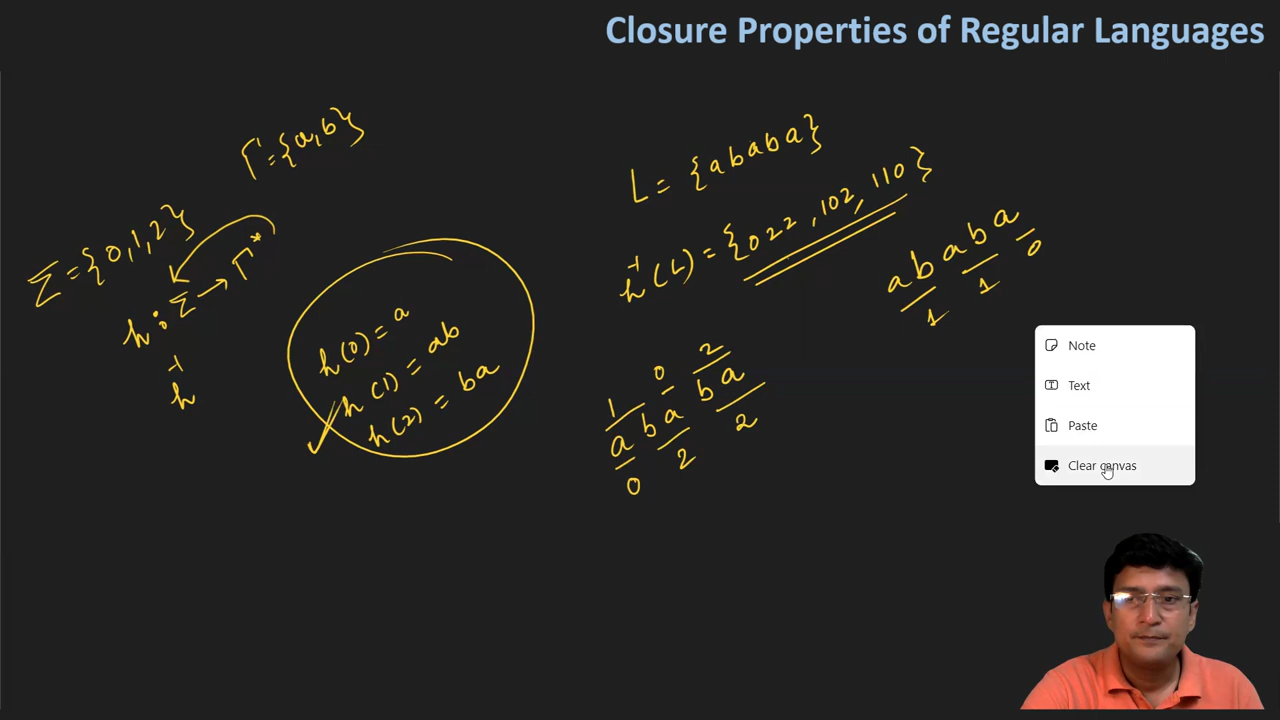 Closure Properties of Regular Languages
Γ = {a, b}
Σ = {0, 1, 2}
h : Σ → Γ*
h⁻¹
h(0) = a
h(1) = ab
h(2) = ba
L = {ababa}
h⁻¹(L) = {022, 102, 110}
ababa
1 1 0
1 0 2
ababa
0 2 2
Note
Text
Paste
Clear canvas